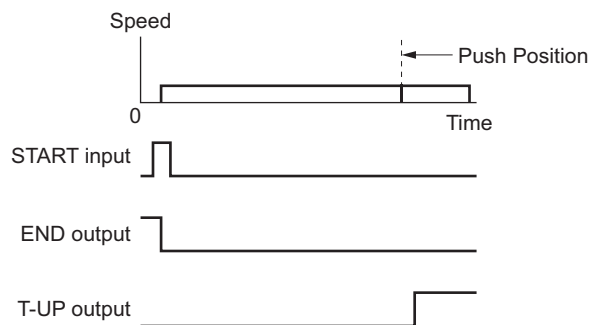 Speed
Push Position
0
Time
START input
END output
T-UP output